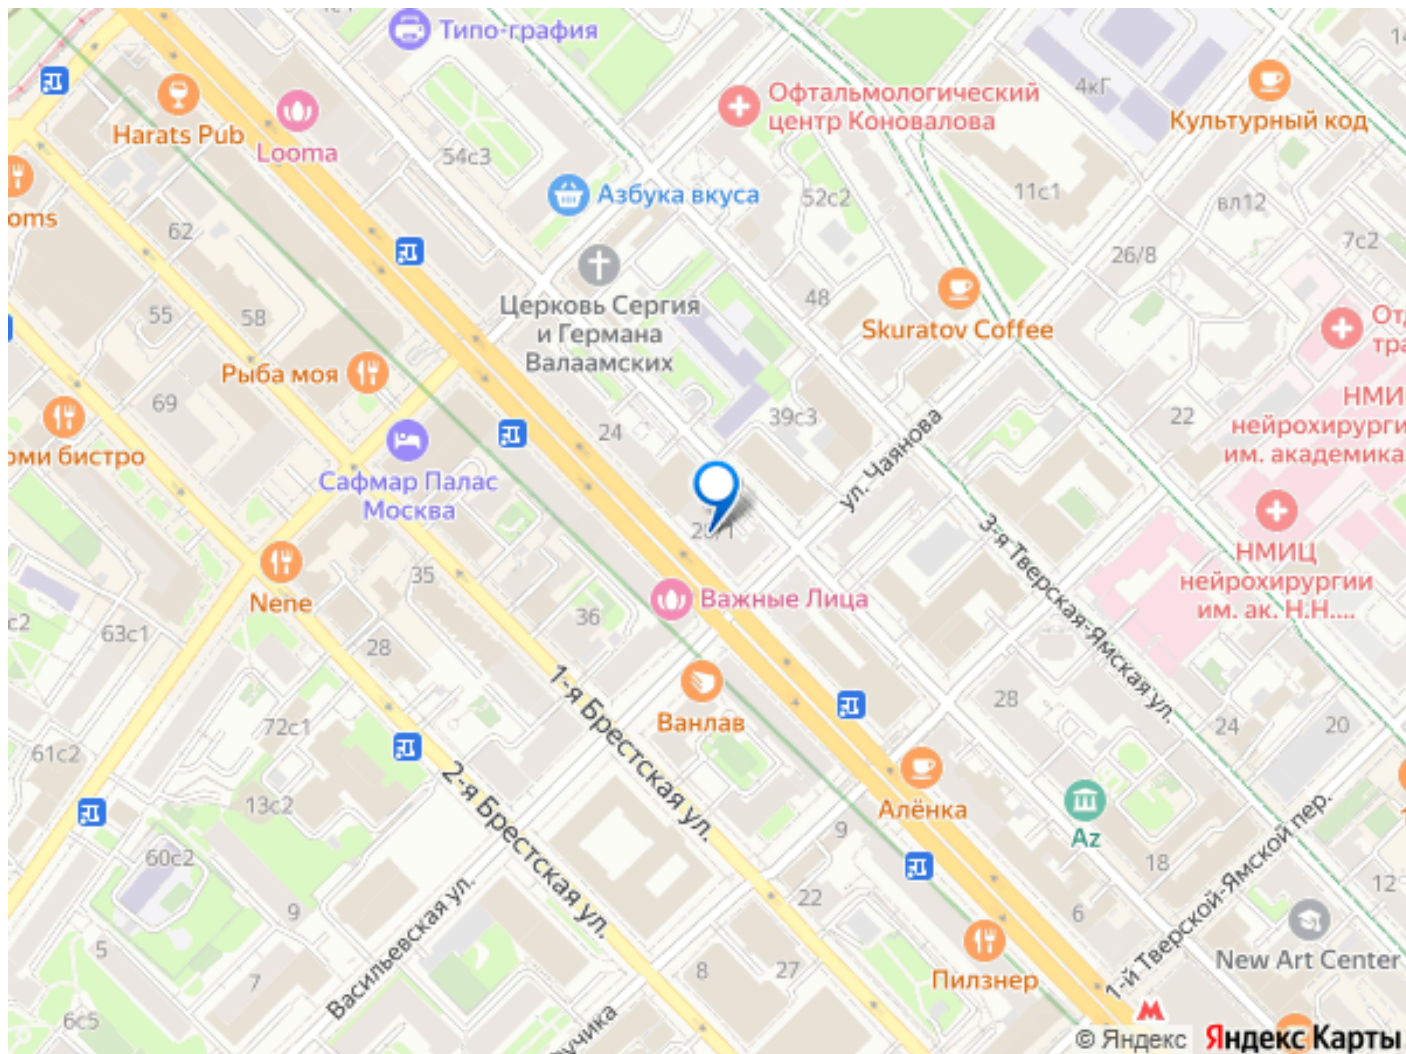 Типо-график
Harats Pub
Looma
54с3
Офтальмологический
центр Коновалова
4кГ
Культурный код
14
Азбука вкуса
52с2
11с1
вл12
oms
62
7с2
26/8
Церковь Сергия
и Германа
Валаамских
48
Skuratov Coffee
55
58
Рыба моя
69
39с3
24
22
НМИ
нейрохирурги
им. академика
Сафмар Палас
Москва
ул. Чаянова
3-я Тверская-Ямская ул.
НМИЦ
нейрохирургии
им. ак. Н.Н....
Nene
35
36
Важные Лица
63с1
28
72с1
1-я Брестская ул.
Ванлав
28
24
20
61с2
13с2
2-я Брестская ул.
Алёнка
Az
9
60с2
18
12
1-й Тверской-Ямской пер.
22
9
6
5
7
Васильевская ул.
8
27
Пилзнер
New Art Center
6с5
© Яндекс
Яндекс Карты